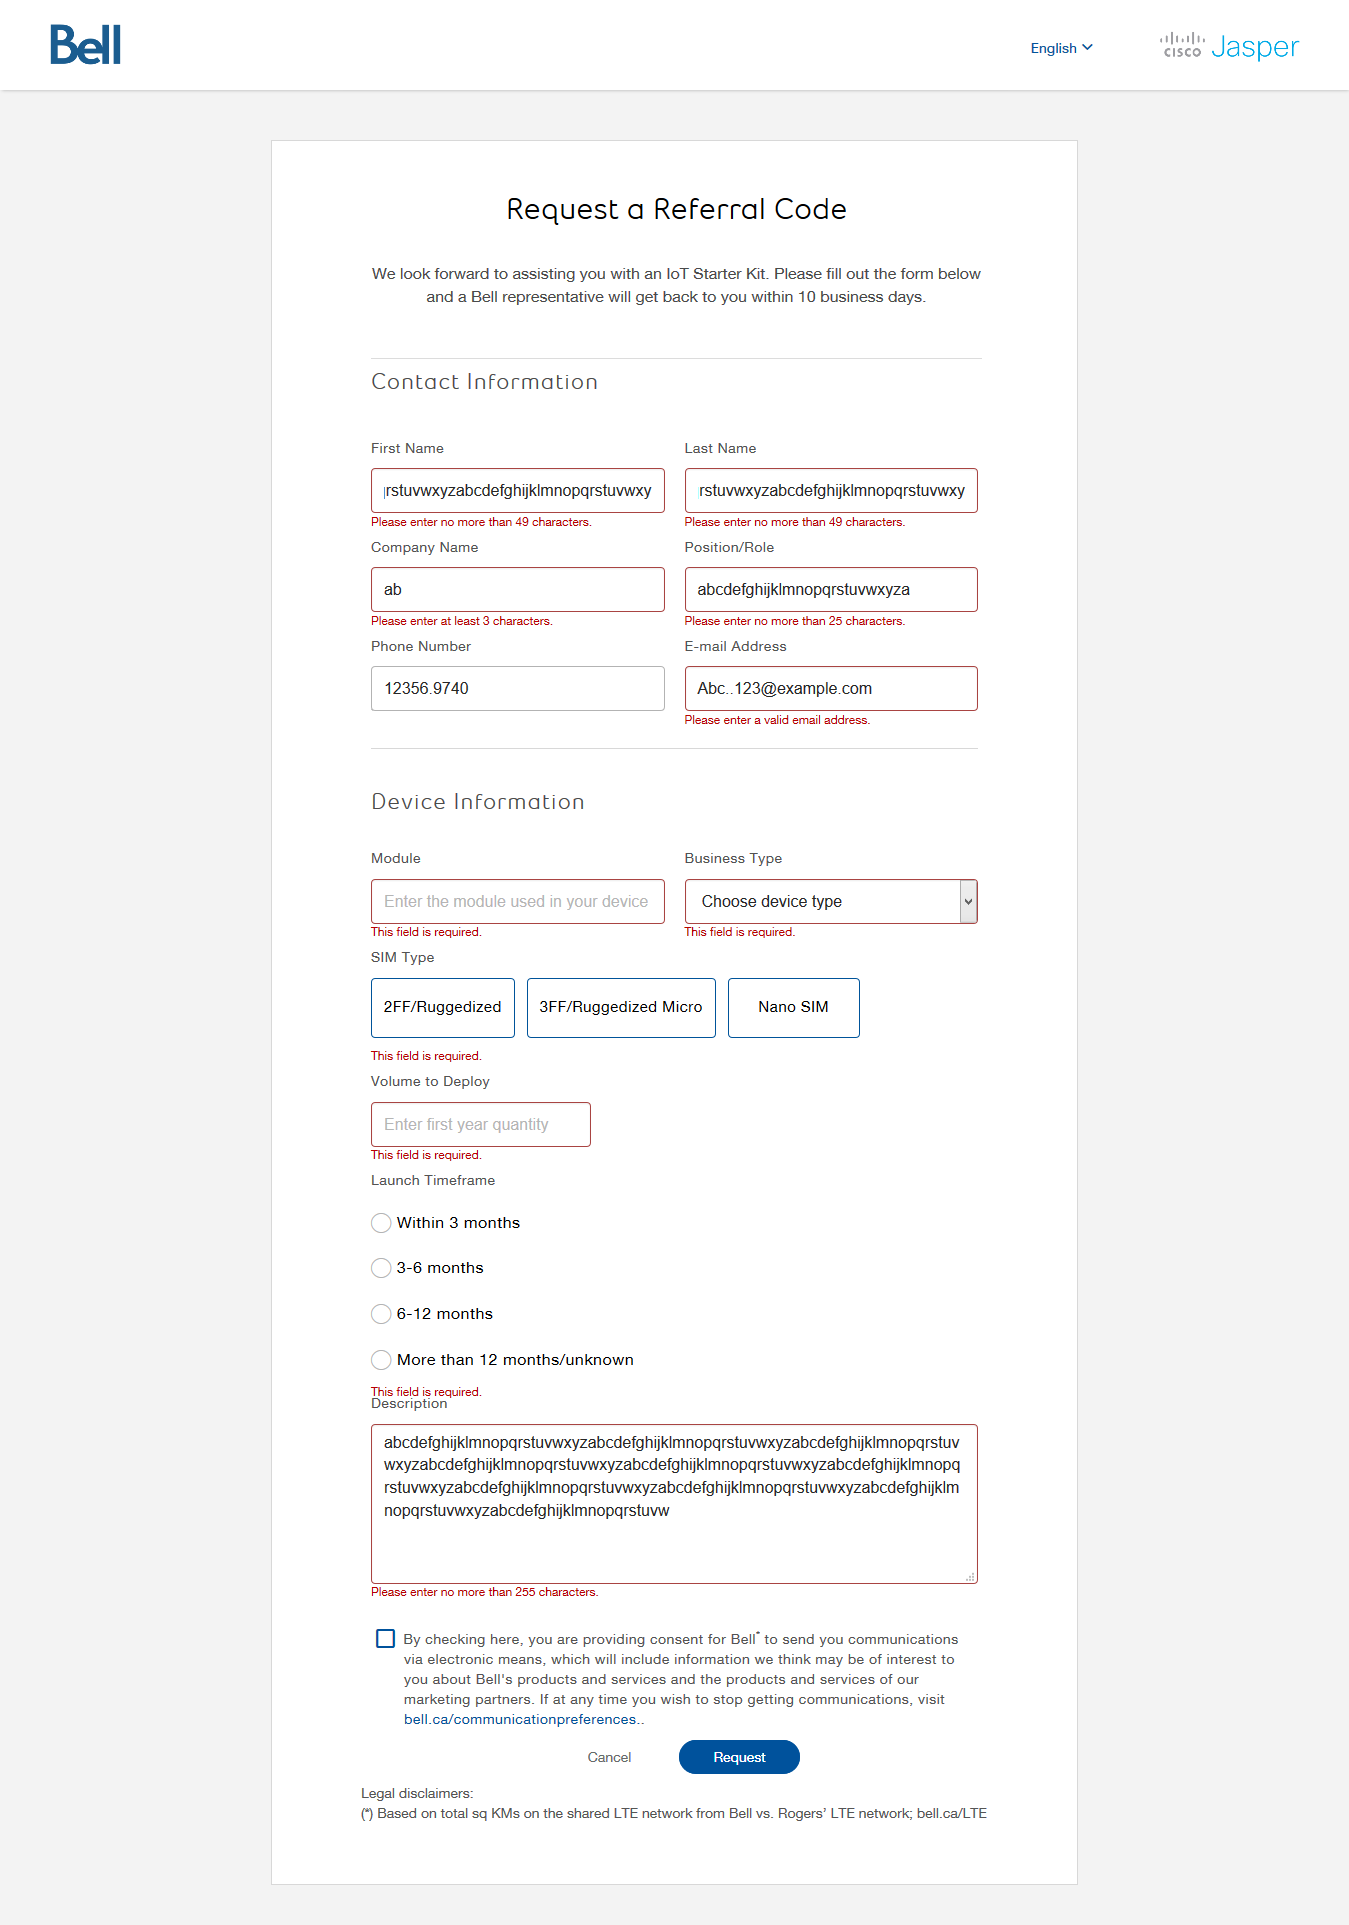 Bell
English
CISCO Jasper
Request a Referral Code
We look forward to assisting you with an IoT Starter Kit. Please fill out the form below
and a Bell representative will get back to you within 10 business days.
Contact Information
First Name
Last Name
qrstuvwxyzabcdefghijklmnopqrstuvwxy
rstuvwxyzabcdefghijklmnopqrstuvwxy
Please enter no more than 49 characters.
Please enter no more than 49 characters.
Company Name
Position/Role
ab
abcdefghijklmnopqrstuvwxyza
Please enter at least 3 characters.
Please enter no more than 25 characters.
Phone Number
E-mail Address
12356.9740
Abc..123@example.com
Please enter a valid email address.
Device Information
Module
Business Type
Enter the module used in your device
Choose device type
This field is required.
This field is required.
SIM Type
2FF/Ruggedized
3FF/Ruggedized Micro
Nano SIM
This field is required.
Volume to Deploy
Enter first year quantity
This field is required.
Launch Timeframe
Within 3 months
3-6 months
6-12 months
More than 12 months/unknown
This field is required.
Description
abcdefghijklmnopqrstuvwxyzabcdefghijklmnopqrstuvwxyzabcdefghijklmnopqrstuv
wxyzabcdefghijklmnopqrstuvwxyzabcdefghijklmnopqrstuvwxyzabcdefghijklmnopq
rstuvwxyzabcdefghijklmnopqrstuvwxyzabcdefghijklmnopqrstuvwxyzabcdefghijklm
nopqrstuvwxyzabcdefghijklmnopqrstuvw
Please enter no more than 255 characters.
By checking here, you are providing consent for Bell* to send you communications
via electronic means, which will include information we think may be of interest to
you about Bell's products and services and the products and services of our
marketing partners. If at any time you wish to stop getting communications, visit
bell.ca/communicationpreferences..
Cancel
Request
Legal disclaimers:
(*) Based on total sq KMs on the shared LTE network from Bell vs. Rogers’ LTE network; bell.ca/LTE